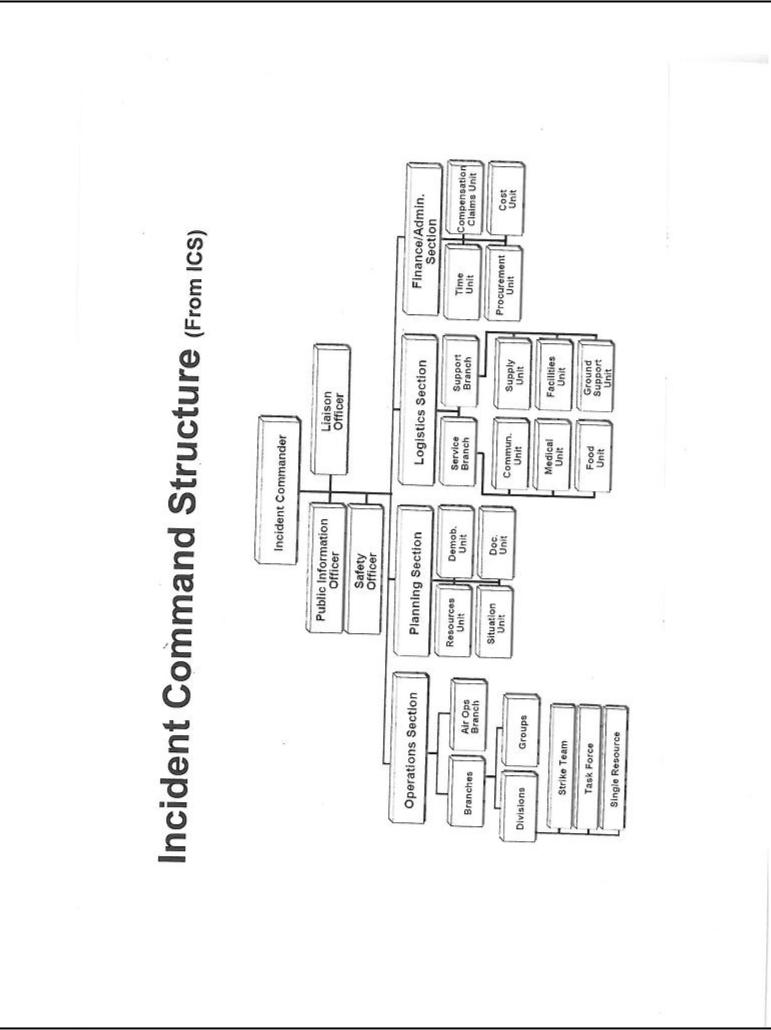 Incident Command Structure (From ICS)
Incident Commander
Public Information
Officer
Liaison
Officer
Safety
Officer
Operations Section
Planning Section
Logistics Section
Finance/Admin.
Section
Branches
Air Ops
Branch
Resources
Unit
Demob.
Unit
Service
Branch
Support
Branch
Time
Unit
Compensation
Claims Unit
Divisions
Groups
Situation
Unit
Doc.
Unit
Commun.
Unit
Supply
Unit
Procurement
Unit
Cost
Unit
Strike Team
Task Force
Single Resource
Medical
Unit
Facilities
Unit
Food
Unit
Ground
Support
Unit